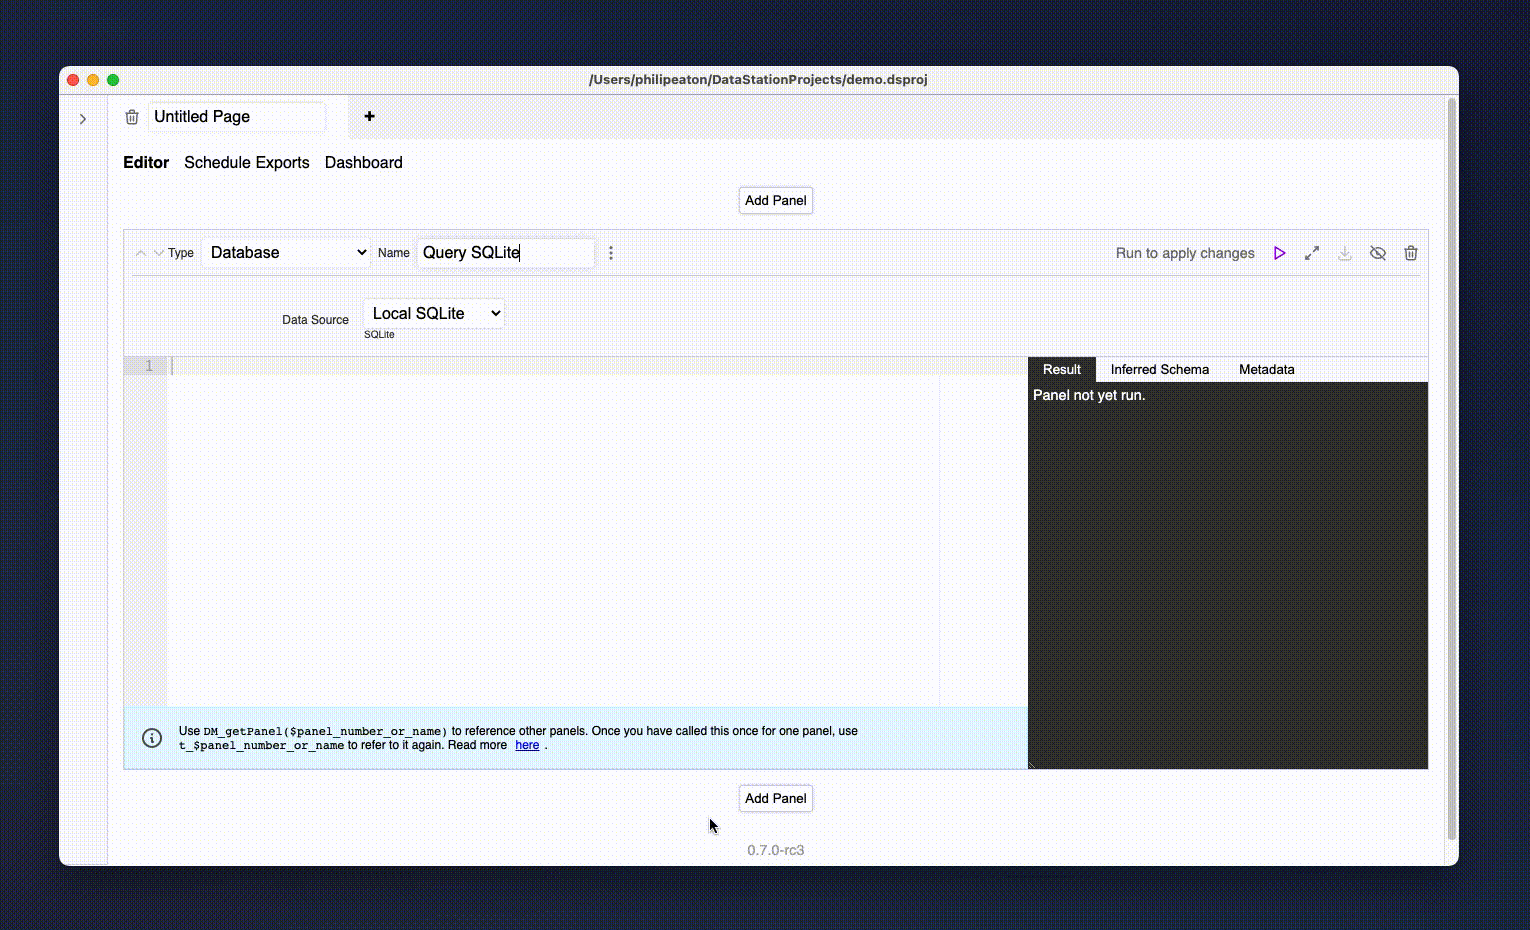 /Users/philipeaton/DataStationProjects/demo.dsproj
Untitled Page
Editor Schedule Exports Dashboard
Add Panel
Type Database Name Query SQLite Run to apply changes
Data Source Local SQLite
SQLite
1
Result Inferred Schema Metadata
Panel not yet run.
Use DM_getPanel($panel_number_or_name) to reference other panels. Once you have called this once for one panel, use
t_$panel_number_or_name to refer to it again. Read more here .
Add Panel
0.7.0-rc3